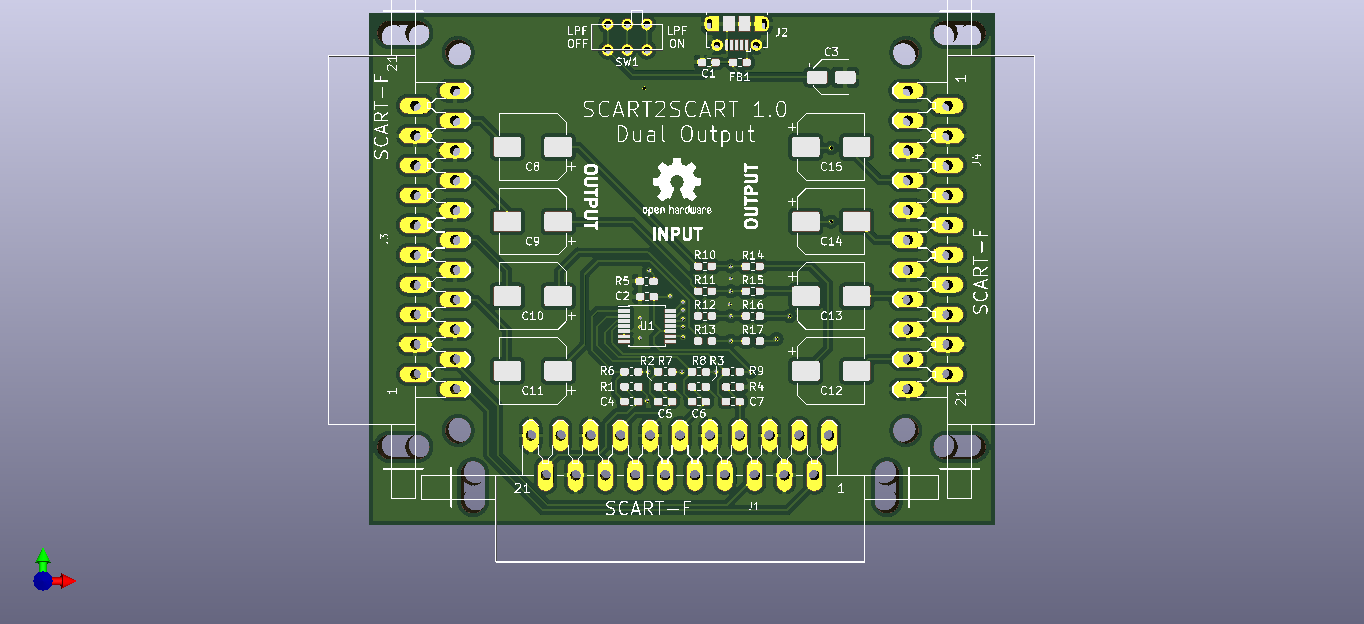 LPF
OFF
LPF
ON
SW1
J2
C1
FB1
C3
21
SCART-F
SCART2SCART 1.0
Dual Output
1
C8
OUTPUT
open hardware
OUTPUT
C15
J4
J3
C9
INPUT
C14
SCART-F
R10 R14
R5
R11 R15
C2
C10
R12 R16
C13
U1
R13 R17
R2 R7 R8 R3
R6
R9
1
C11
R1
R4
C12
21
C4
C7
C5 C6
21
1
SCART-F
J1